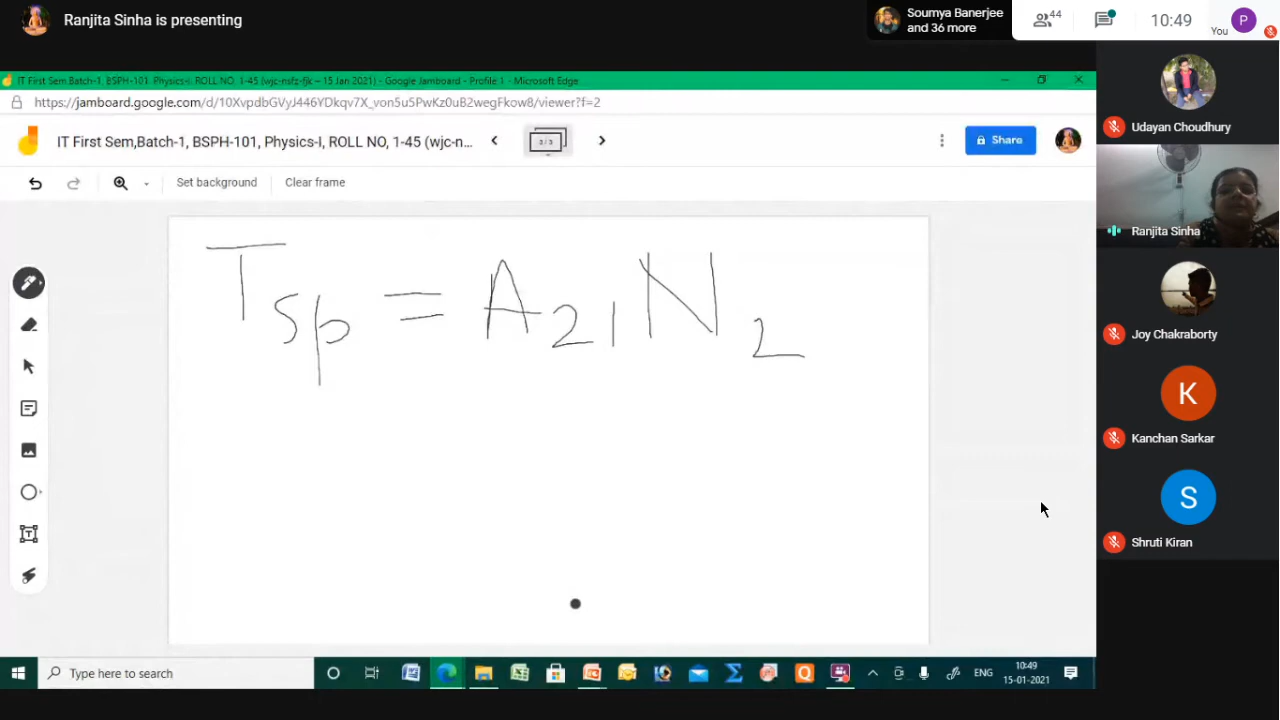 Ranjita Sinha is presenting
Soumya Banerjee
and 36 more
44
10:49
You
P
IT First Sem,Batch-1, BSPH-101, Physics-I, ROLL NO, 1-45 (wjc-nsfz-fjk – 15 Jan 2021) - Google Jamboard - Profile 1 - Microsoft Edge
https://jamboard.google.com/d/10XvpdbGVyJ446YDkqv7X_von5u5PwKz0uB2wegFkow8/viewer?f=2
IT First Sem,Batch-1, BSPH-101, Physics-I, ROLL NO, 1-45 (wjc-n...
Share
Set background
Clear frame
T sp = A 21 N 2
Udayan Choudhury
Ranjita Sinha
Joy Chakraborty
K
Kanchan Sarkar
S
Shruti Kiran
Type here to search
ENG
10:49
15-01-2021